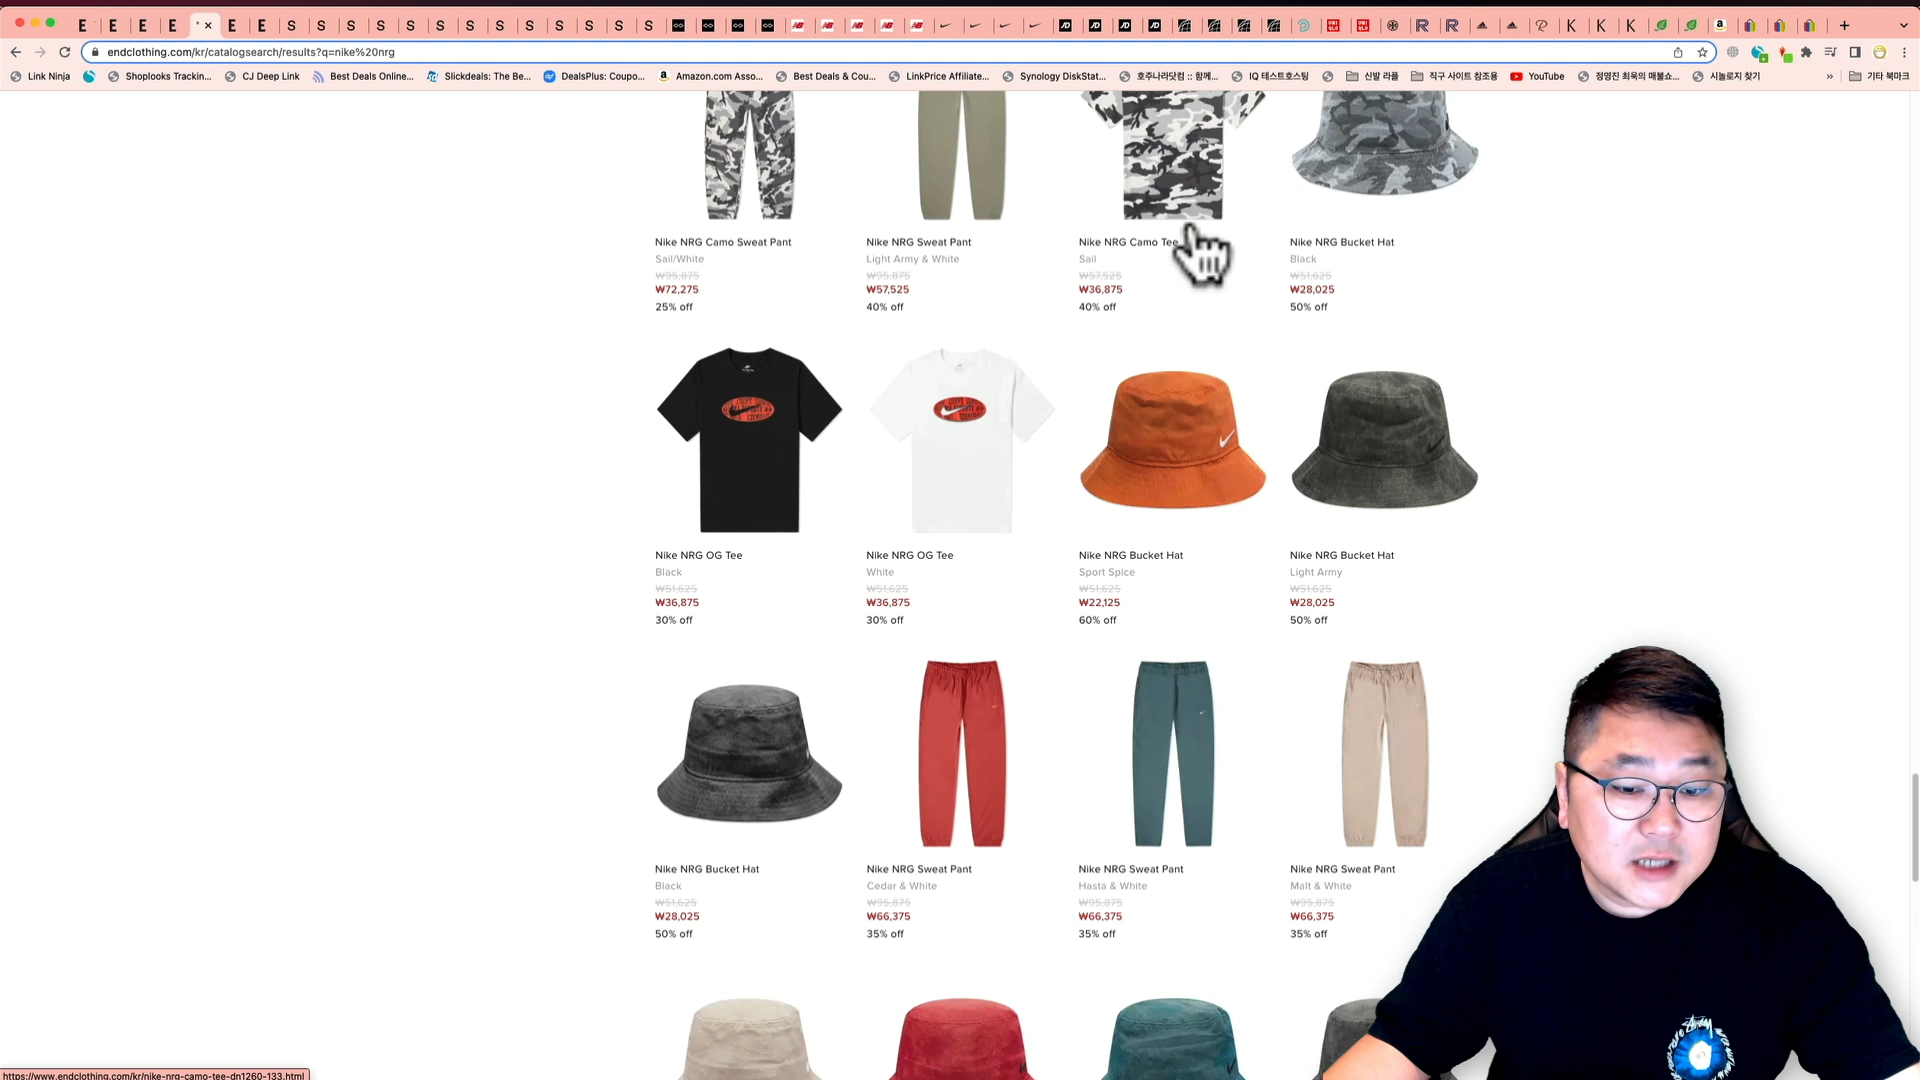 E E E E E E S S S S S S S S S S S S S
endclothing.com/kr/catalogsearch/results?q=nike%20nrg
Link Ninja Shoplooks Trackin... CJ Deep Link Best Deals Online... Slickdeals: The Be... DealsPlus: Coupo... Amazon.com Asso... Best Deals & Cou... LinkPrice Affiliate... Synology DiskStat... 호주나라닷컴 :: 함께... IQ 테스트호스팅 신발 라플 직구 사이트 참조용 YouTube 정영진 최욱의 매불쇼... 시놀로지 찾기 » 기타 북마크
Nike NRG Camo Sweat Pant
Sail/White
₩95,875
₩72,275
25% off
Nike NRG Sweat Pant
Light Army & White
₩95,875
₩57,525
40% off
Nike NRG Camo Tee
Sail
₩57,525
₩36,875
40% off
Nike NRG Bucket Hat
Black
₩51,625
₩28,025
50% off
Nike NRG OG Tee
Black
₩51,625
₩36,875
30% off
Nike NRG OG Tee
White
₩51,625
₩36,875
30% off
Nike NRG Bucket Hat
Sport Spice
₩51,625
₩22,125
60% off
Nike NRG Bucket Hat
Light Army
₩51,625
₩28,025
50% off
Nike NRG Bucket Hat
Black
₩51,625
₩28,025
50% off
Nike NRG Sweat Pant
Cedar & White
₩95,875
₩66,375
35% off
Nike NRG Sweat Pant
Hasta & White
₩95,875
₩66,375
35% off
Nike NRG Sweat Pant
Malt & White
₩95,875
₩66,375
35% off
https://www.endclothing.com/kr/nike-nrg-camo-tee-dn1260-133.html